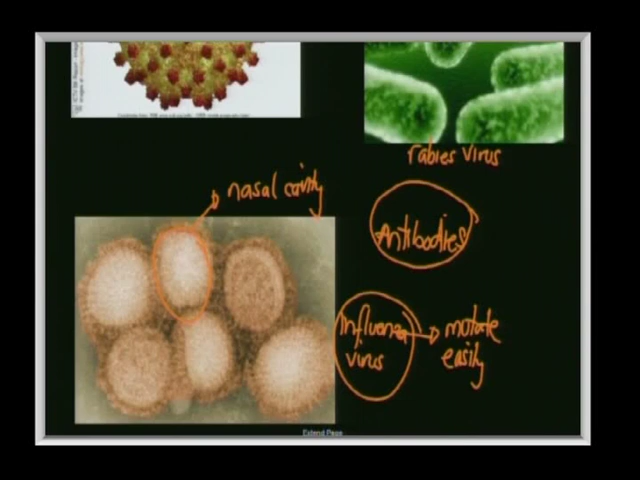 rabies virus
nasal cavity
Antibodies
Influenza
virus
mutate
easily
Extend Page